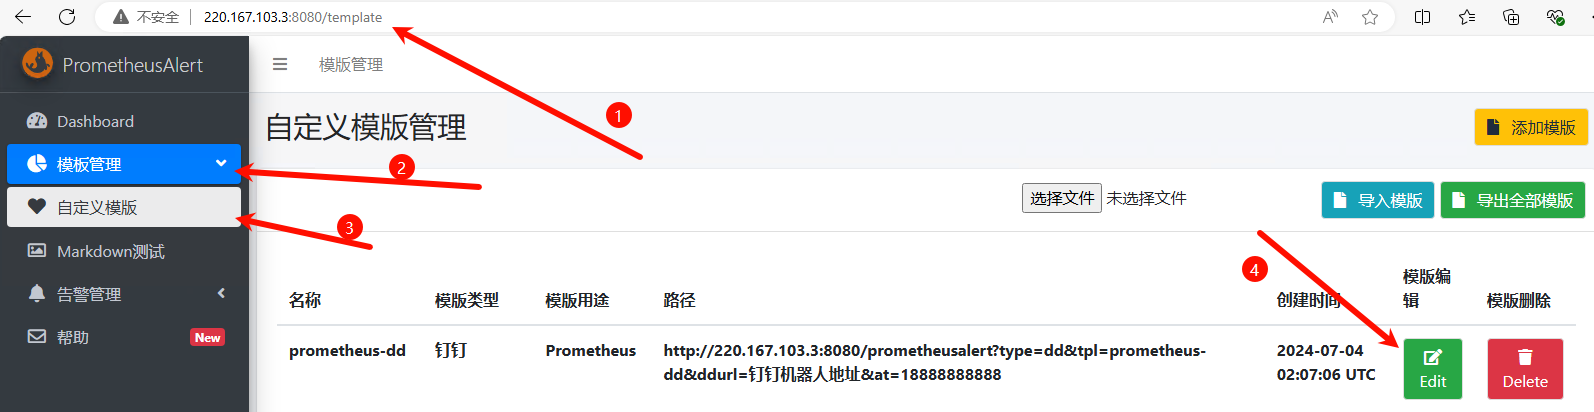 不安全 220.167.103.3:8080/template
PrometheusAlert
模版管理
1
Dashboard
自定义模版管理
添加模版
模板管理
2
自定义模版
选择文件 未选择文件
导入模版
导出全部模版
3
Markdown测试
4
告警管理
帮助
New
名称 模版类型 模版用途 路径 创建时间 模版编
辑 模版删除
prometheus-dd 钉钉 Prometheus http://220.167.103.3:8080/prometheusalert?type=dd&tpl=prometheus- 2024-07-04
dd&ddurl=钉钉机器人地址&at=18888888888 02:07:06 UTC Edit Delete